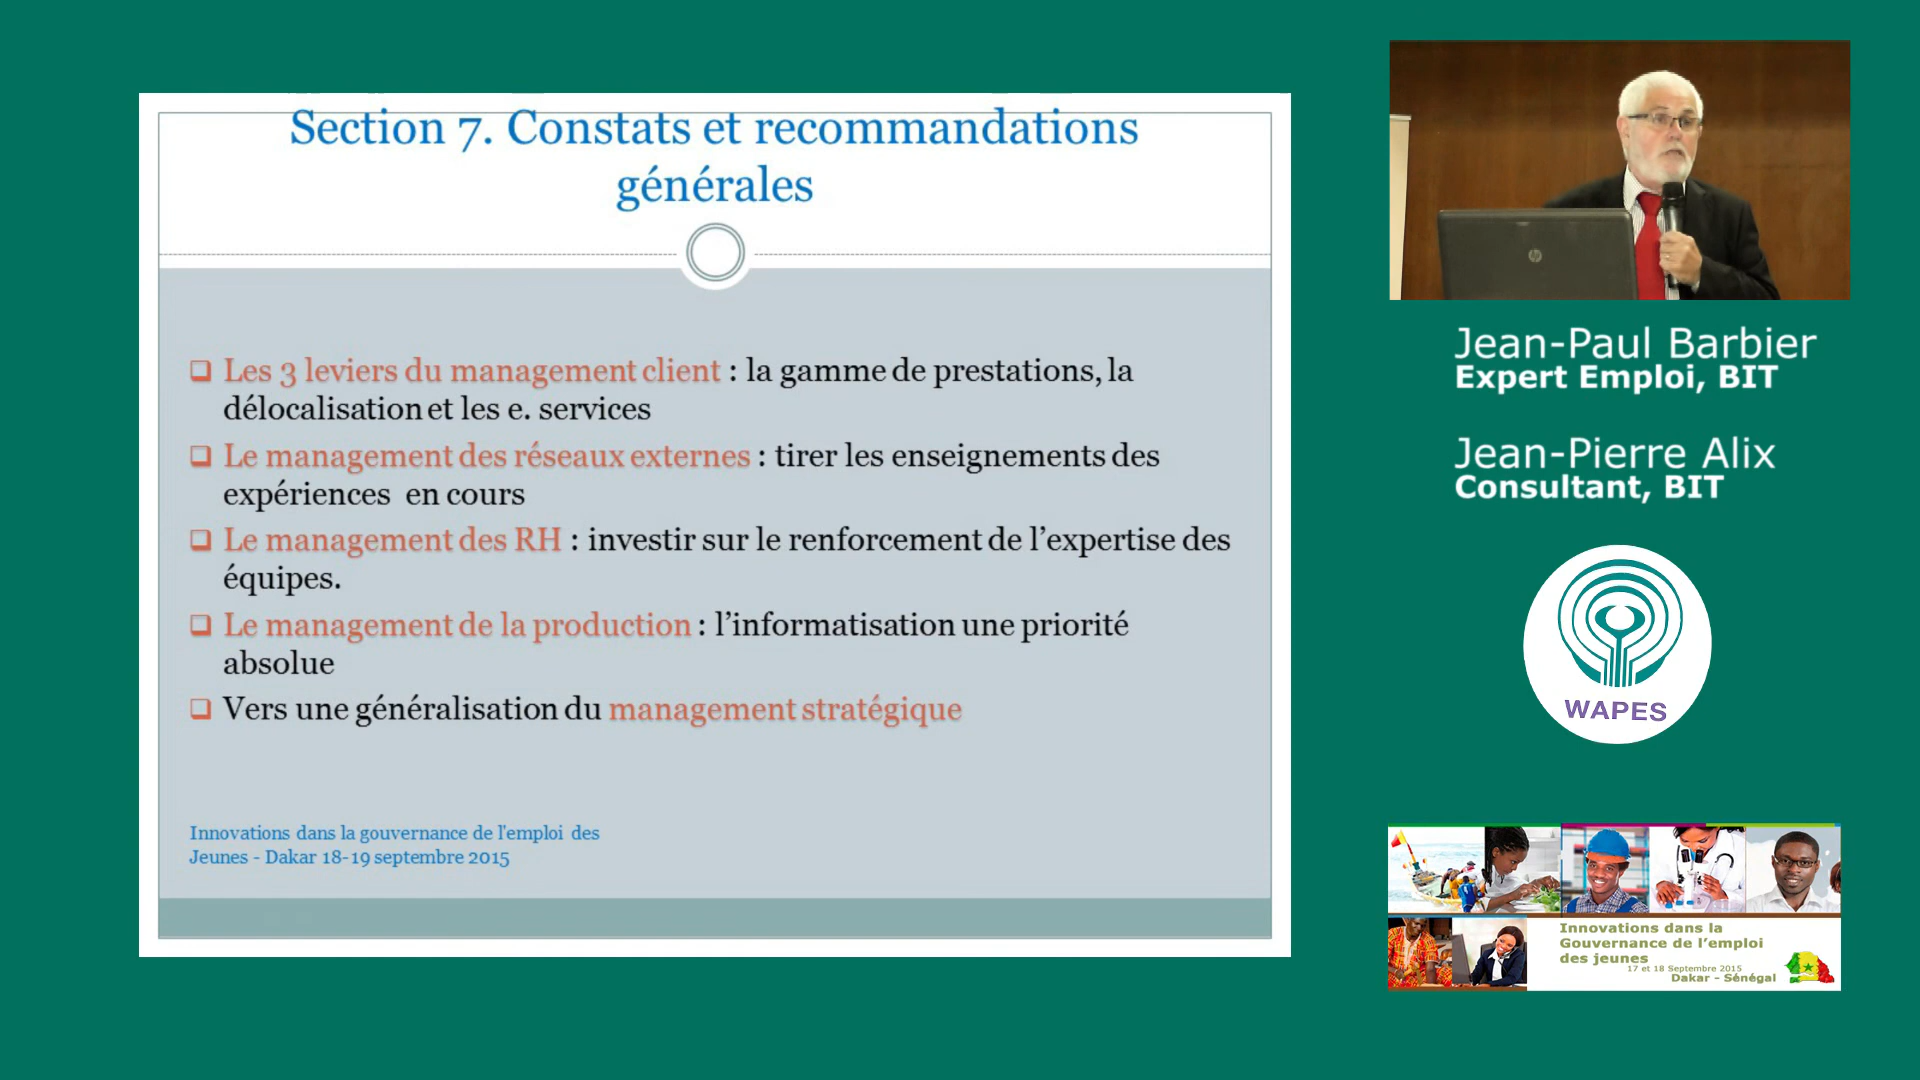 Section 7. Constats et recommandations
générales
❑ Les 3 leviers du management client : la gamme de prestations, la
délocalisation et les e. services
❑ Le management des réseaux externes : tirer les enseignements des
expériences en cours
❑ Le management des RH : investir sur le renforcement de l’expertise des
équipes.
❑ Le management de la production : l’informatisation une priorité
absolue
❑ Vers une généralisation du management stratégique
Innovations dans la gouvernance de l'emploi des
Jeunes - Dakar 18-19 septembre 2015
hp
Jean-Paul Barbier
Expert Emploi, BIT
Jean-Pierre Alix
Consultant, BIT
WAPES
Innovations dans la
Gouvernance de l’emploi
des jeunes
17 et 18 Septembre 2015
Dakar - Sénégal